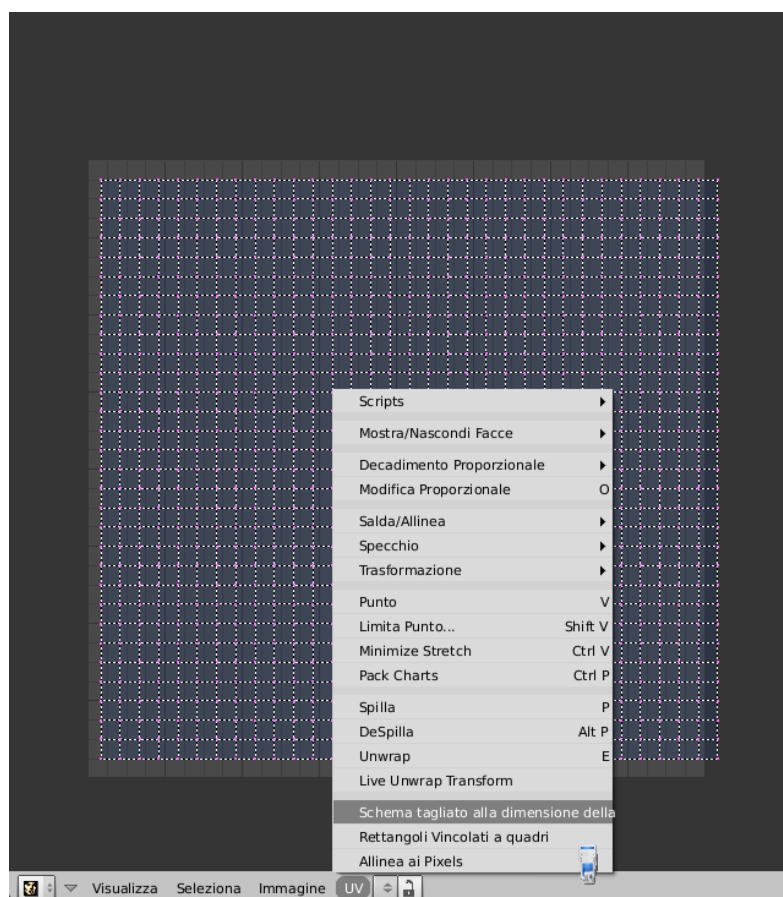 Scripts
Mostra/Nascondi Facce
Decadimento Proporzionale
Modifica Proporzionale O
Salda/Allinea
Specchio
Trasformazione
Punto V
Limita Punto... Shift V
Minimize Stretch Ctrl V
Pack Charts Ctrl P
Spilla P
DeSpilla Alt P
Unwrap E
Live Unwrap Transform
Schema tagliato alla dimensione della
Rettangoli Vincolati a quadri
Allinea ai Pixels
Visualizza Seleziona Immagine UV